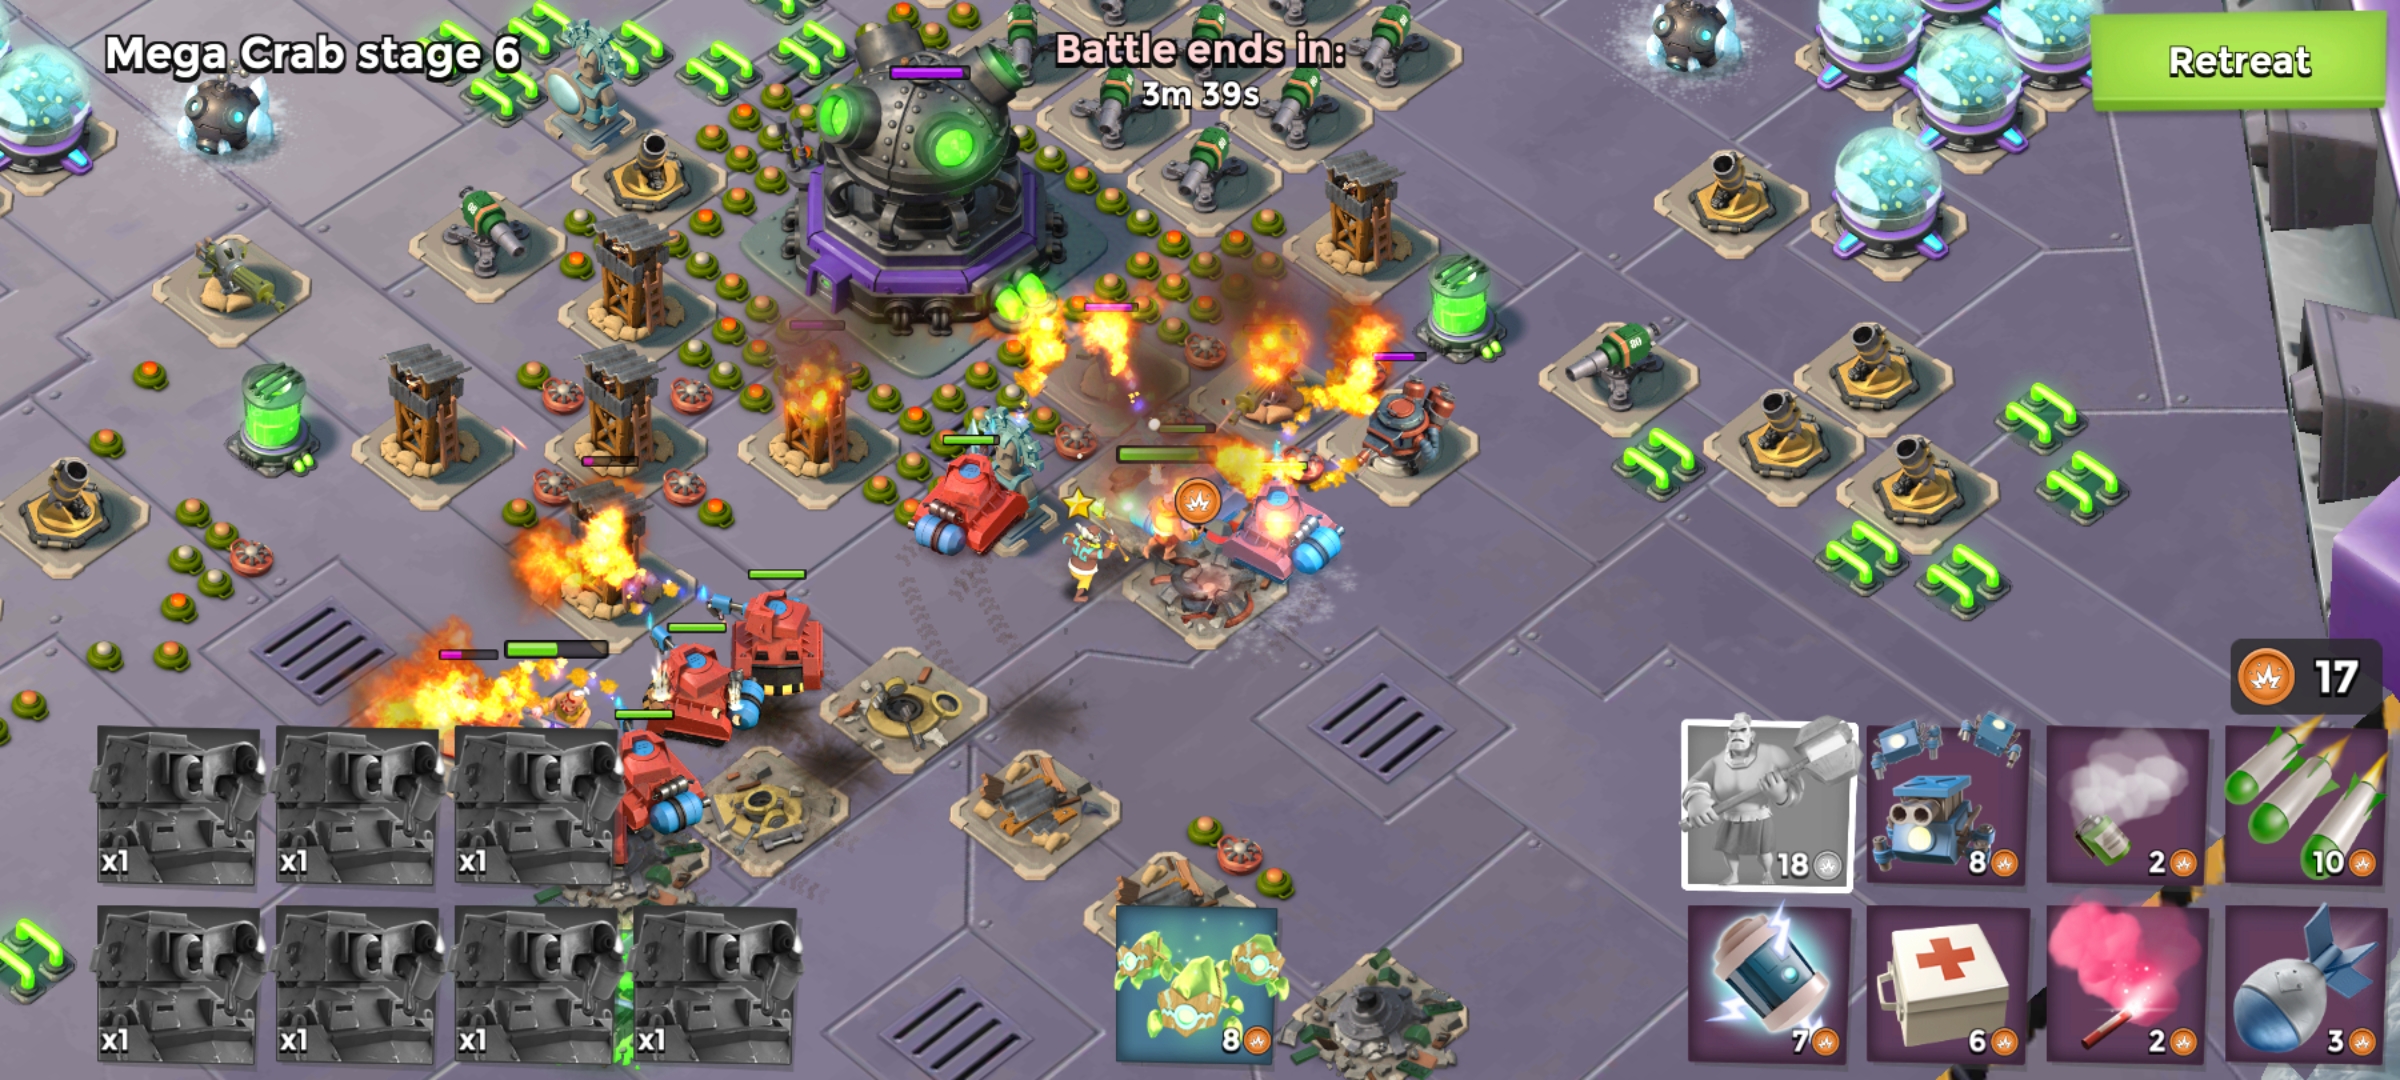 Mega Crab stage 6
Battle ends in:
3m 39s
Retreat
17
x1
x1
x1
18
8
2
10
x1
x1
x1
x1
8
7
6
2
3